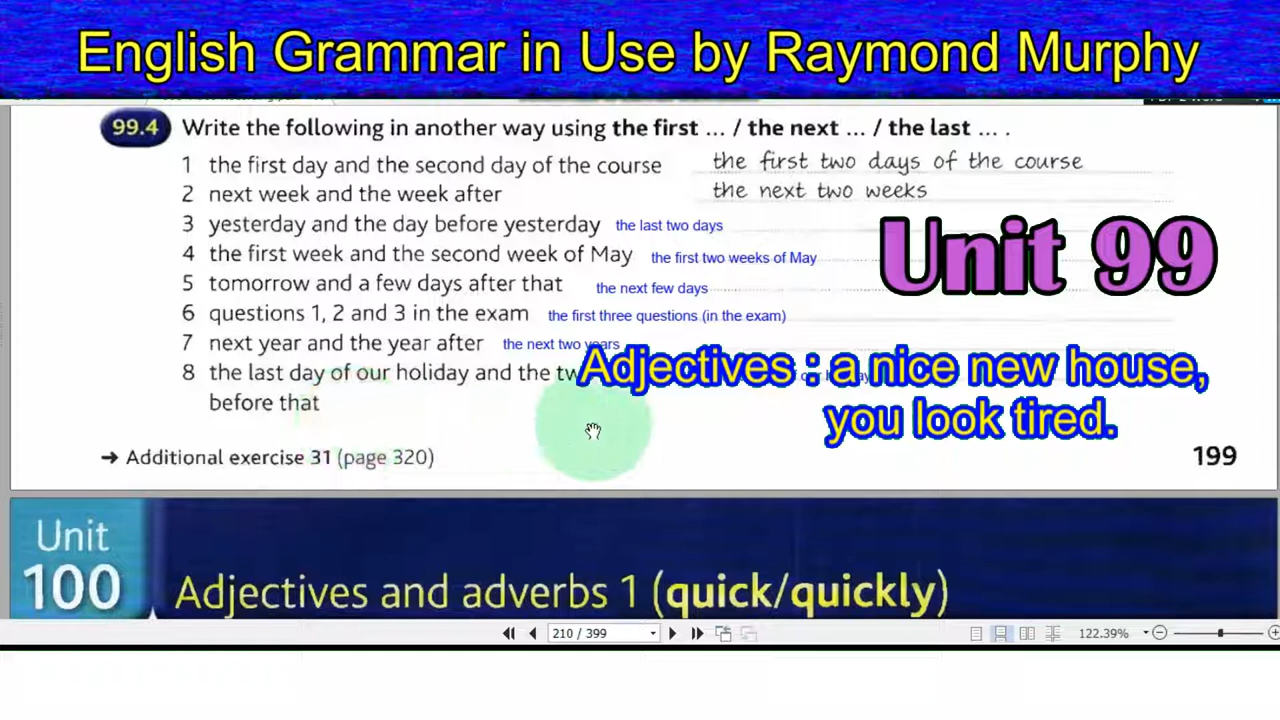 English Grammar in Use by Raymond Murphy
99.4 Write the following in another way using the first ... / the next ... / the last ... .
1 the first day and the second day of the course the first two days of the course
2 next week and the week after the next two weeks
3 yesterday and the day before yesterday the last two days
4 the first week and the second week of May the first two weeks of May
5 tomorrow and a few days after that the next few days
6 questions 1, 2 and 3 in the exam the first three questions (in the exam)
7 next year and the year after the next two years
8 the last day of our holiday and the
before that
Unit 99
Adjectives : a nice new house,
you look tired.
→ Additional exercise 31 (page 320)
199
Unit
100
Adjectives and adverbs 1 (quick/quickly)
210 / 399
122.39%